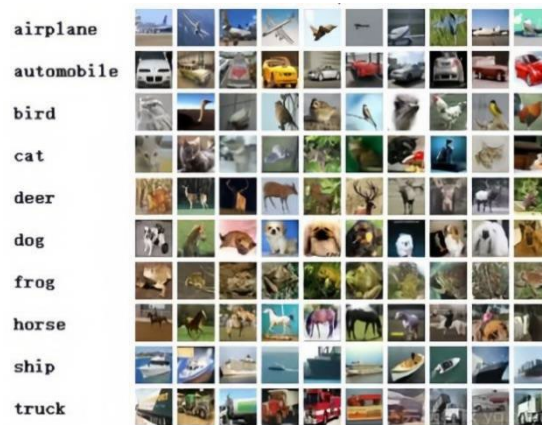 airplane
automobile
bird
cat
deer
dog
frog
horse
ship
truck